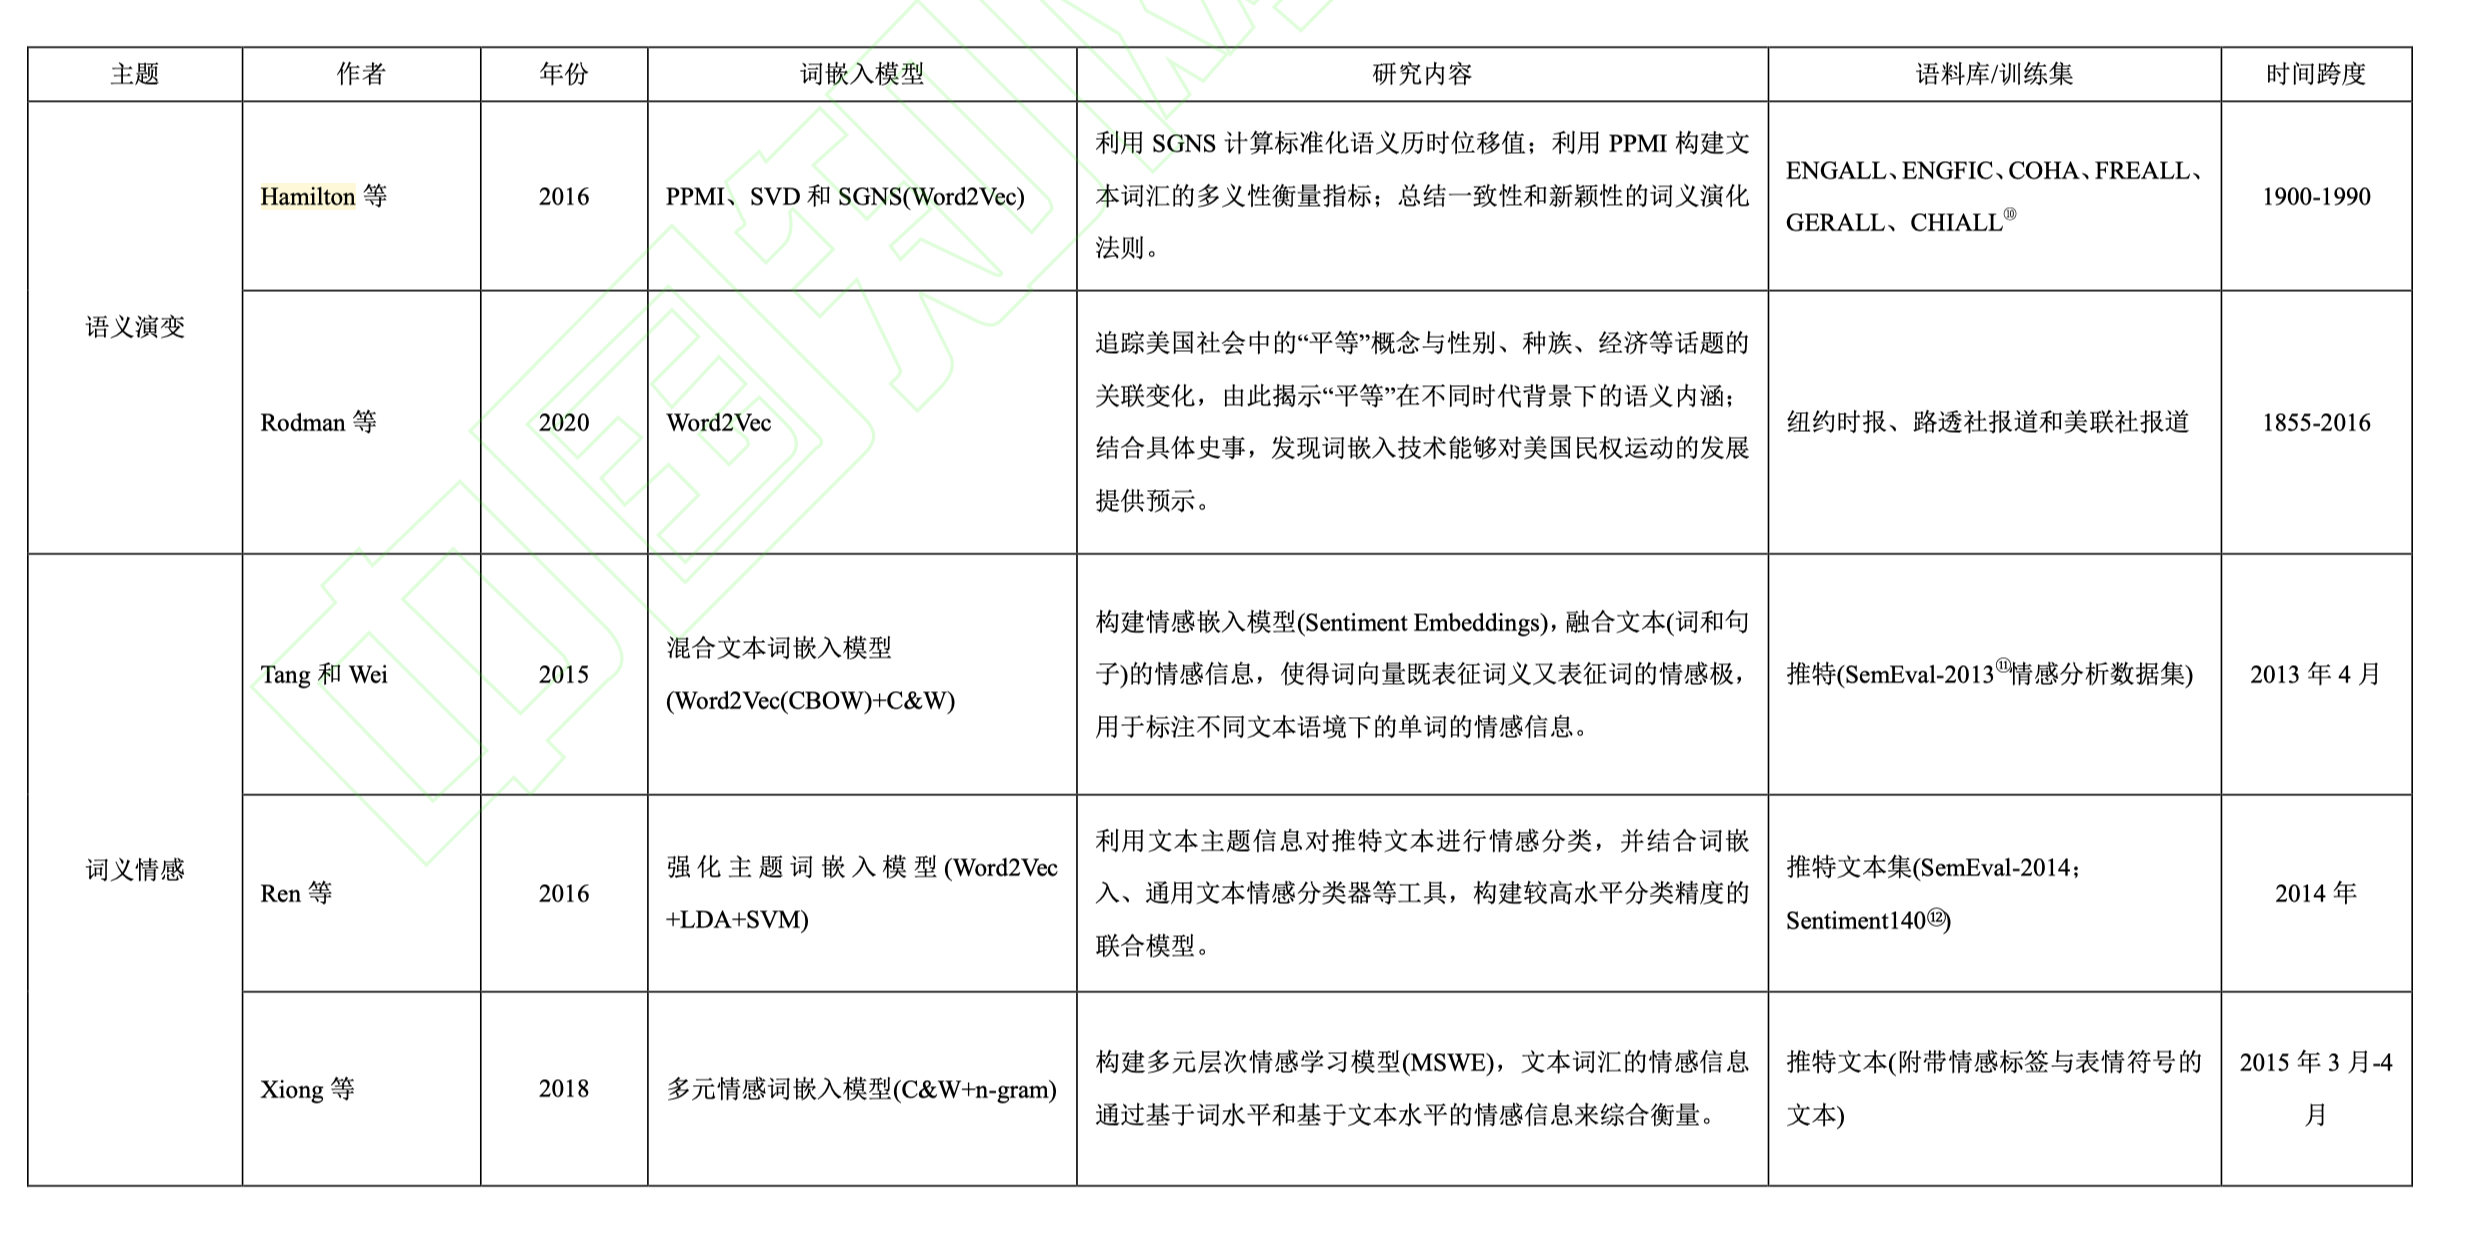 主题 作者 年份 词嵌入模型 研究内容 语料库/训练集 时间跨度
语义演变
Hamilton 等
2016
PPMI、SVD 和 SGNS(Word2Vec)
利用 SGNS 计算标准化语义历时位移值；利用 PPMI 构建文
本词汇的多义性衡量指标；总结一致性和新颖性的词义演化
法则。
ENGALL、ENGFIC、COHA、FREALL、
GERALL、CHIALL⑩
1900-1990
Rodman 等
2020
Word2Vec
追踪美国社会中的“平等”概念与性别、种族、经济等话题的
关联变化，由此揭示“平等”在不同时代背景下的语义内涵；
结合具体史事，发现词嵌入技术能够对美国民权运动的发展
提供预示。
纽约时报、路透社报道和美联社报道
1855-2016
词义情感
Tang 和 Wei
2015
混合文本词嵌入模型
(Word2Vec(CBOW)+C&W)
构建情感嵌入模型(Sentiment Embeddings)，融合文本(词和句
子)的情感信息，使得词向量既表征词义又表征词的情感极，
用于标注不同文本语境下的单词的情感信息。
推特(SemEval-2013⑪情感分析数据集)
2013 年 4 月
Ren 等
2016
强化主题词嵌入模型(Word2Vec
+LDA+SVM)
利用文本主题信息对推特文本进行情感分类，并结合词嵌
入、通用文本情感分类器等工具，构建较高水平分类精度的
联合模型。
推特文本集(SemEval-2014；
Sentiment140⑫)
2014 年
Xiong 等
2018
多元情感词嵌入模型(C&W+n-gram)
构建多元层次情感学习模型(MSWE)，文本词汇的情感信息
通过基于词水平和基于文本水平的情感信息来综合衡量。
推特文本(附带情感标签与表情符号的
文本)
2015 年 3 月-4
月
中国知